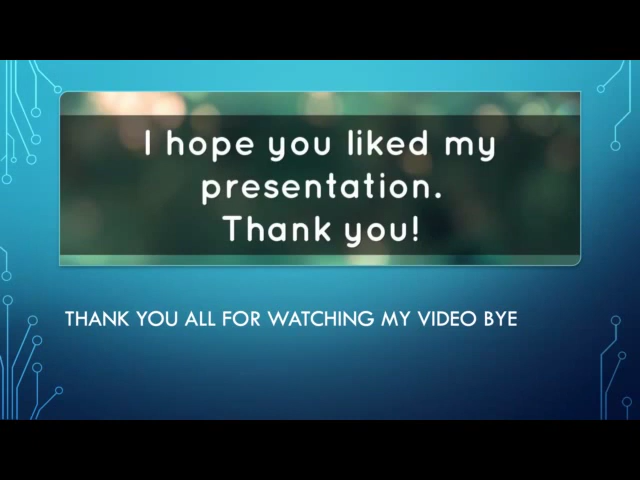 I hope you liked my
presentation.
Thank you!
THANK YOU ALL FOR WATCHING MY VIDEO BYE